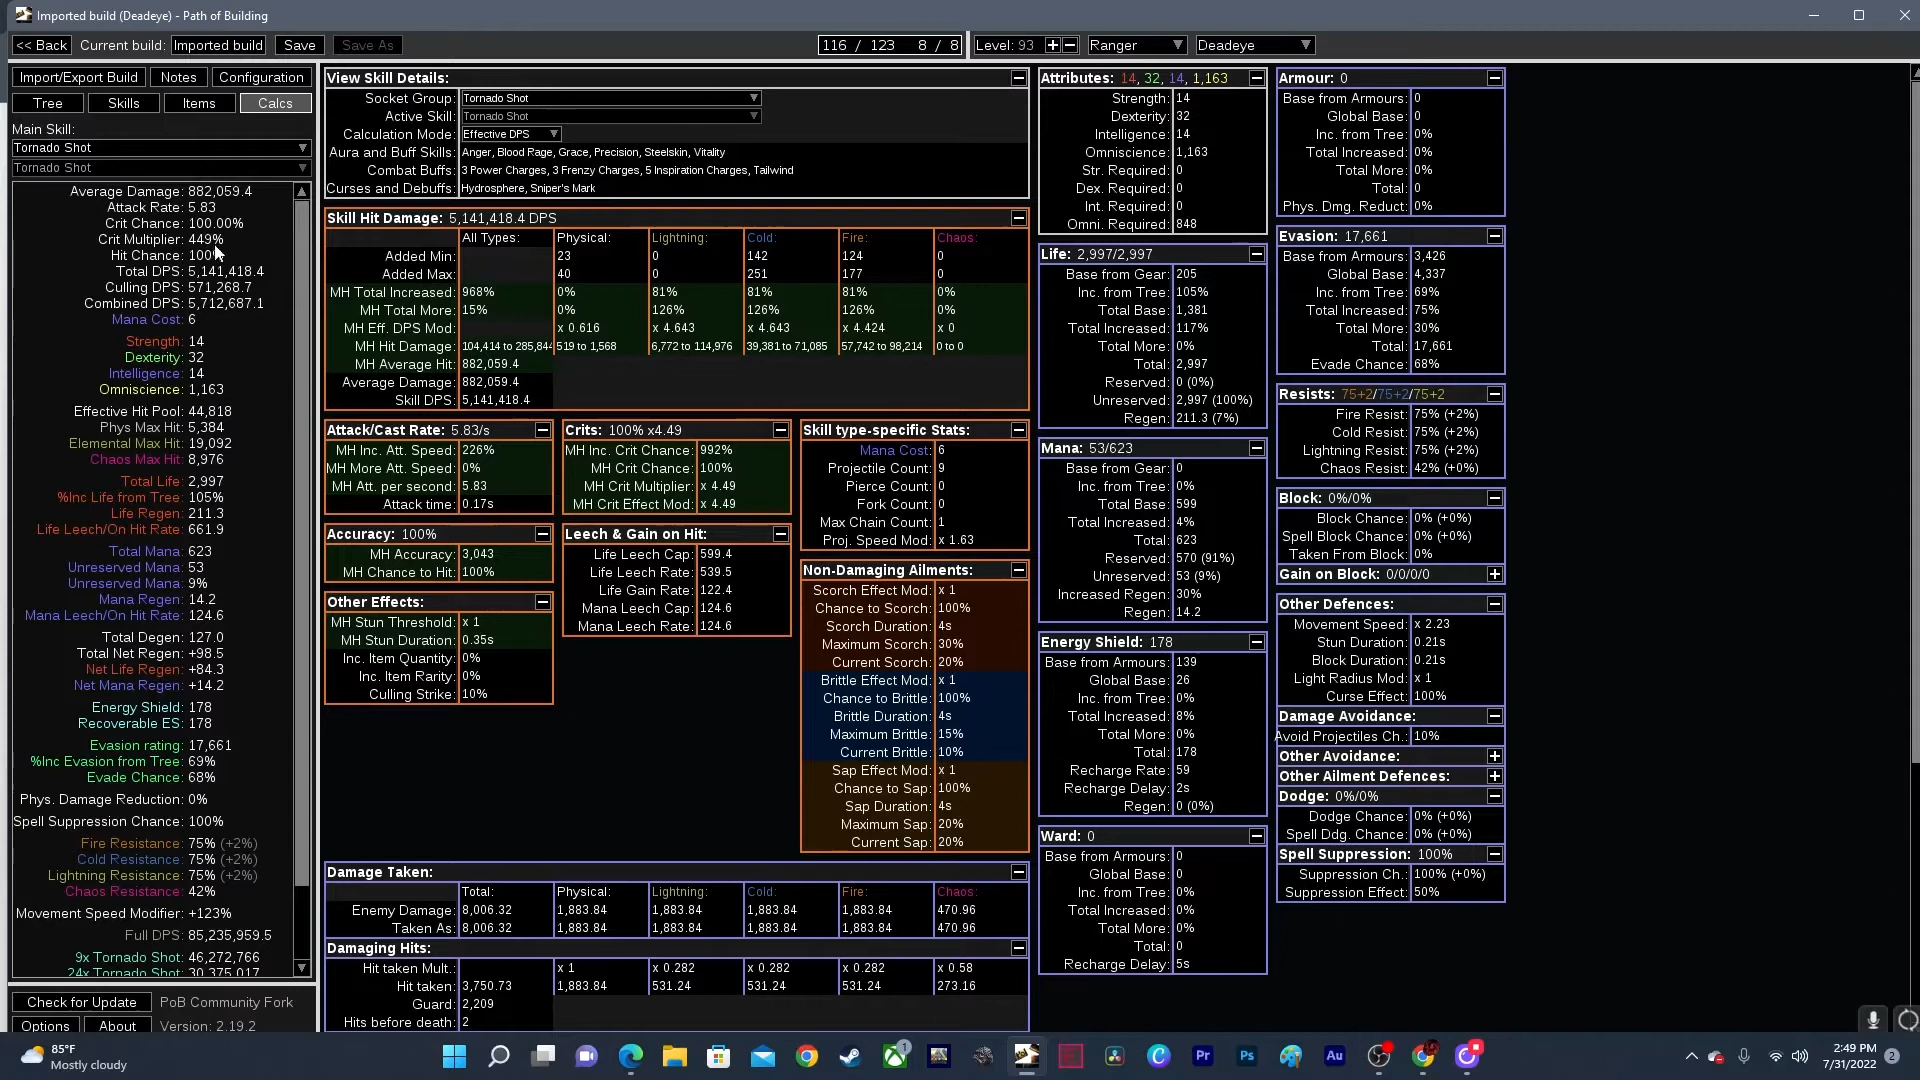 Imported build (Deadeye) - Path of Building
<< Back Current build: Imported build Save Save As 116 / 123 8 / 8 Level: 93 Ranger Deadeye
Import/Export Build Notes Configuration
Tree Skills Items Calcs
Main Skill:
Tornado Shot
Tornado Shot
Average Damage: 882,059.4
Attack Rate: 5.83
Crit Chance: 100.00%
Crit Multiplier: 449%
Hit Chance: 100%
Total DPS: 5,141,418.4
Culling DPS: 571,268.7
Combined DPS: 5,712,687.1
Mana Cost: 6
Strength: 14
Dexterity: 32
Intelligence: 14
Omniscience: 1,163
Effective Hit Pool: 44,818
Phys Max Hit: 5,384
Elemental Max Hit: 19,092
Chaos Max Hit: 8,976
Total Life: 2,997
%Inc Life from Tree: 105%
Life Regen: 211.3
Life Leech/On Hit Rate: 661.9
Total Mana: 623
Unreserved Mana: 53
Unreserved Mana: 9%
Mana Regen: 14.2
Mana Leech/On Hit Rate: 124.6
Total Degen: 127.0
Total Net Regen: +98.5
Net Life Regen: +84.3
Net Mana Regen: +14.2
Energy Shield: 178
Recoverable ES: 178
Evasion rating: 17,661
%Inc Evasion from Tree: 69%
Evade Chance: 68%
Phys. Damage Reduction: 0%
Spell Suppression Chance: 100%
Fire Resistance: 75% (+2%)
Cold Resistance: 75% (+2%)
Lightning Resistance: 75% (+2%)
Chaos Resistance: 42%
Movement Speed Modifier: +123%
Full DPS: 85,235,959.5
9x Tornado Shot: 46,272,766
24x Tornado Shot: 30,375,017
Check for Update PoB Community Fork
Options About Version: 2.19.2
View Skill Details:
Socket Group: Tornado Shot
Active Skill: Tornado Shot
Calculation Mode: Effective DPS
Aura and Buff Skills: Anger, Blood Rage, Grace, Precision, Steelskin, Vitality
Combat Buffs: 3 Power Charges, 3 Frenzy Charges, 5 Inspiration Charges, Tailwind
Curses and Debuffs: Hydrosphere, Sniper's Mark
Skill Hit Damage: 5,141,418.4 DPS
All Types: Physical: Lightning: Cold: Fire: Chaos:
Added Min: 23 0 142 124 0
Added Max: 40 0 251 177 0
MH Total Increased: 968% 0% 81% 81% 81% 0%
MH Total More: 15% 0% 126% 126% 126% 0%
MH Eff. DPS Mod: x 0.616 x 4.643 x 4.643 x 4.424 x 0
MH Hit Damage: 104,414 to 285,844 519 to 1,568 6,772 to 114,976 39,381 to 71,085 57,742 to 98,214 0 to 0
MH Average Hit: 882,059.4
Average Damage: 882,059.4
Skill DPS: 5,141,418.4
Attack/Cast Rate: 5.83/s
MH Inc. Att. Speed: 226%
MH More Att. Speed: 0%
MH Att. per second: 5.83
Attack time: 0.17s
Crits: 100% x4.49
MH Inc. Crit Chance: 992%
MH Crit Chance: 100%
MH Crit Multiplier: x 4.49
MH Crit Effect Mod: x 4.49
Skill type-specific Stats:
Mana Cost: 6
Projectile Count: 9
Pierce Count: 0
Fork Count: 0
Max Chain Count: 1
Proj. Speed Mod: x 1.63
Accuracy: 100%
MH Accuracy: 3,043
MH Chance to Hit: 100%
Leech & Gain on Hit:
Life Leech Cap: 599.4
Life Leech Rate: 539.5
Life Gain Rate: 122.4
Mana Leech Cap: 124.6
Mana Leech Rate: 124.6
Other Effects:
MH Stun Threshold: x 1
MH Stun Duration: 0.35s
Inc. Item Quantity: 0%
Inc. Item Rarity: 0%
Culling Strike: 10%
Non-Damaging Ailments:
Scorch Effect Mod: x 1
Chance to Scorch: 100%
Scorch Duration: 4s
Maximum Scorch: 30%
Current Scorch: 20%
Brittle Effect Mod: x 1
Chance to Brittle: 100%
Brittle Duration: 4s
Maximum Brittle: 15%
Current Brittle: 10%
Sap Effect Mod: x 1
Chance to Sap: 100%
Sap Duration: 4s
Maximum Sap: 20%
Current Sap: 20%
Damage Taken:
Total: Physical: Lightning: Cold: Fire: Chaos:
Enemy Damage: 8,006.32 1,883.84 1,883.84 1,883.84 1,883.84 470.96
Taken As: 8,006.32 1,883.84 1,883.84 1,883.84 1,883.84 470.96
Damaging Hits:
Hit taken Mult.: x 1 x 0.282 x 0.282 x 0.282 x 0.58
Hit taken: 3,750.73 1,883.84 531.24 531.24 531.24 273.16
Guard: 2,209
Hits before death: 2
Attributes: 14, 32, 14, 1,163
Strength: 14
Dexterity: 32
Intelligence: 14
Omniscience: 1,163
Str. Required: 0
Dex. Required: 0
Int. Required: 0
Omni. Required: 848
Life: 2,997/2,997
Base from Gear: 205
Inc. from Tree: 105%
Total Base: 1,381
Total Increased: 117%
Total More: 0%
Total: 2,997
Reserved: 0 (0%)
Unreserved: 2,997 (100%)
Regen: 211.3 (7%)
Mana: 53/623
Base from Gear: 0
Inc. from Tree: 0%
Total Base: 599
Total Increased: 4%
Total: 623
Reserved: 570 (91%)
Unreserved: 53 (9%)
Increased Regen: 30%
Regen: 14.2
Energy Shield: 178
Base from Armours: 139
Global Base: 26
Inc. from Tree: 0%
Total Increased: 8%
Total More: 0%
Total: 178
Recharge Rate: 59
Recharge Delay: 2s
Regen: 0 (0%)
Ward: 0
Base from Armours: 0
Global Base: 0
Inc. from Tree: 0%
Total Increased: 0%
Total More: 0%
Total: 0
Recharge Delay: 5s
Armour: 0
Base from Armours: 0
Global Base: 0
Inc. from Tree: 0%
Total Increased: 0%
Total More: 0%
Total: 0
Phys. Dmg. Reduct: 0%
Evasion: 17,661
Base from Armours: 3,426
Global Base: 4,337
Inc. from Tree: 69%
Total Increased: 75%
Total More: 30%
Total: 17,661
Evade Chance: 68%
Resists: 75+2/75+2/75+2
Fire Resist: 75% (+2%)
Cold Resist: 75% (+2%)
Lightning Resist: 75% (+2%)
Chaos Resist: 42% (+0%)
Block: 0%/0%
Block Chance: 0% (+0%)
Spell Block Chance: 0% (+0%)
Taken From Block: 0%
Gain on Block: 0/0/0/0
Other Defences:
Movement Speed: x 2.23
Stun Duration: 0.21s
Block Duration: 0.21s
Light Radius Mod: x 1
Curse Effect: 100%
Damage Avoidance:
Avoid Projectiles Ch.: 10%
Other Avoidance:
Other Ailment Defences:
Dodge: 0%/0%
Dodge Chance: 0% (+0%)
Spell Ddg. Chance: 0% (+0%)
Spell Suppression: 100%
Suppression Ch.: 100% (+0%)
Suppression Effect: 50%
85°F
Mostly cloudy
1
Pr Ps Au
2:49 PM
7/31/2022
2